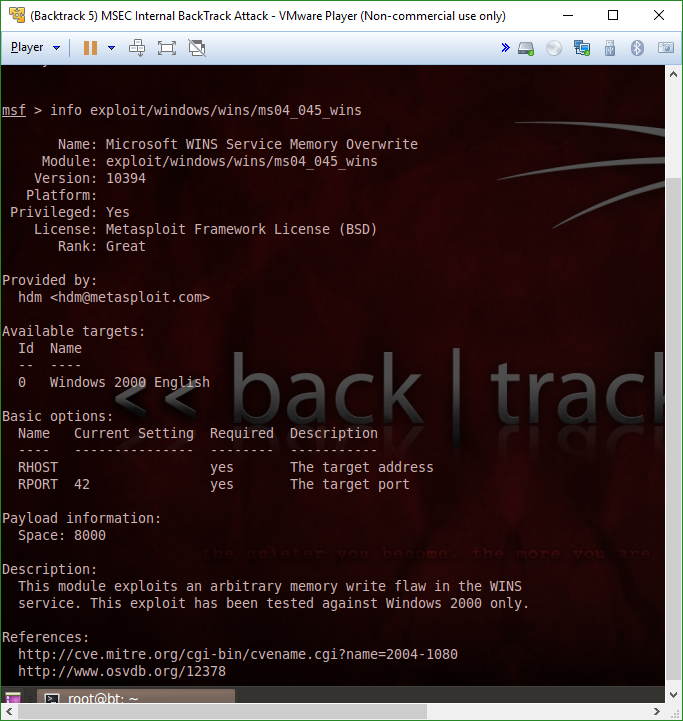 (Backtrack 5) MSEC Internal BackTrack Attack - VMware Player (Non-commercial use only)
Player
msf > info exploit/windows/wins/ms04_045_wins
Name: Microsoft WINS Service Memory Overwrite
Module: exploit/windows/wins/ms04_045_wins
Version: 10394
Platform:
Privileged: Yes
License: Metasploit Framework License (BSD)
Rank: Great
Provided by:
hdm <hdm@metasploit.com>
Available targets:
Id  Name
--  ----
0   Windows 2000 English
<< back | track
Basic options:
Name   Current Setting  Required  Description
----   ---------------  --------  -----------
RHOST                   yes       The target address
RPORT  42               yes       The target port
Payload information:
Space: 8000
the quieter you become, the more you are
Description:
This module exploits an arbitrary memory write flaw in the WINS
service. This exploit has been tested against Windows 2000 only.
References:
http://cve.mitre.org/cgi-bin/cvename.cgi?name=2004-1080
http://www.osvdb.org/12378
root@bt: ~